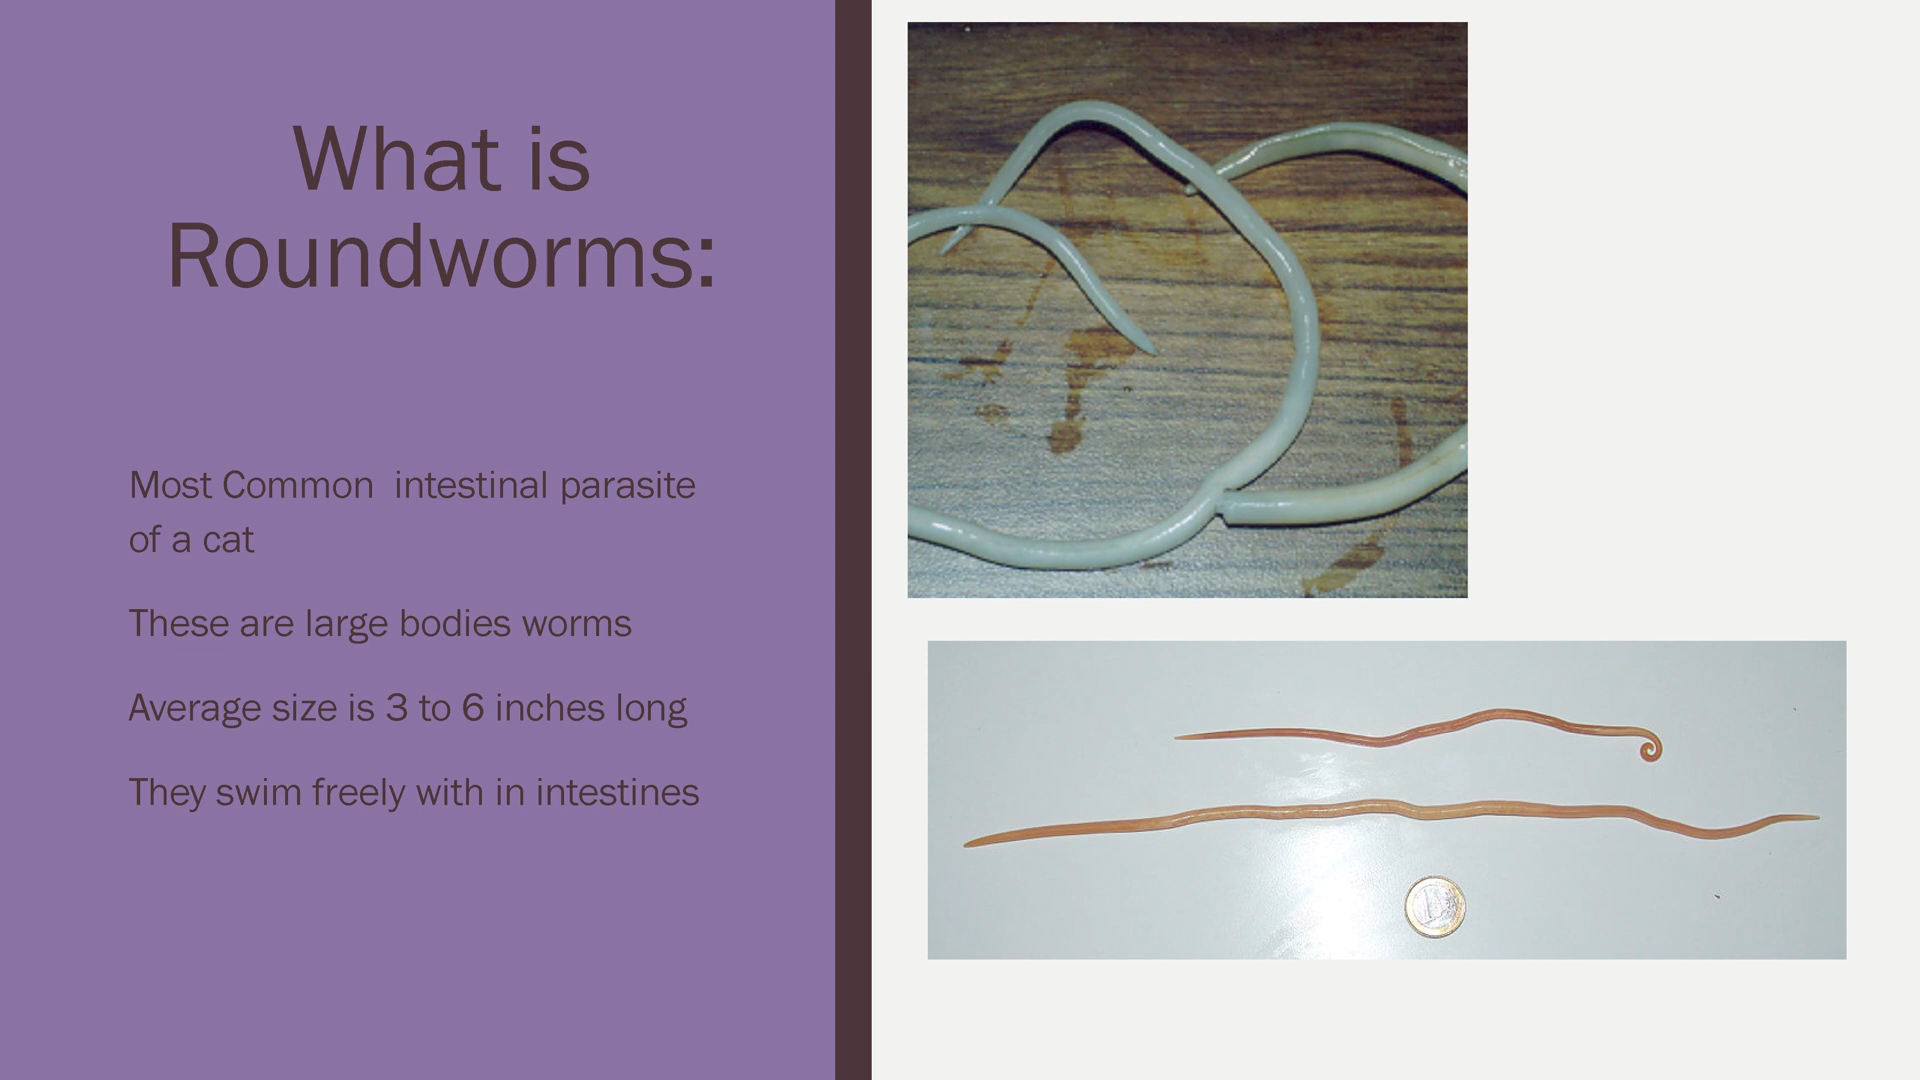 What is
Roundworms:
Most Common  intestinal parasite
of a cat
These are large bodies worms
Average size is 3 to 6 inches long
They swim freely with in intestines